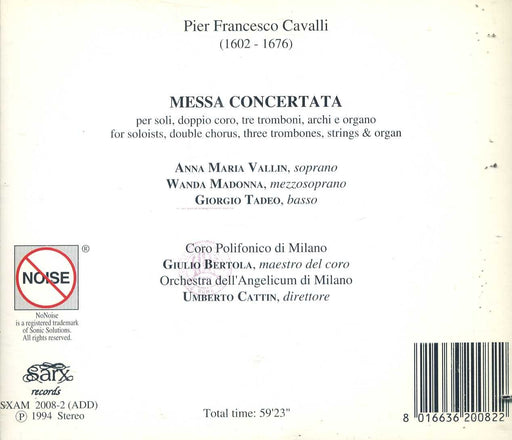 Pier Francesco Cavalli
(1602 - 1676)
MESSA CONCERTATA
per soli, doppio coro, tre tromboni, archi e organo
for soloists, double chorus, three trombones, strings & organ
ANNA MARIA VALLIN, soprano
WANDA MADONNA, mezzosoprano
GIORGIO TADEO, basso
Coro Polifonico di Milano
GIULIO BERTOLA, maestro del coro
Orchestra dell'Angelicum di Milano
UMBERTO CATTIN, direttore
NOISE ®
NoNoise
is a registered trademark
of Sonic Solutions.
All rights reserved.
Sarx
records
SXAM 2008-2 (ADD)
Ⓟ 1994 Stereo
Total time: 59'23"
8 016636 200822